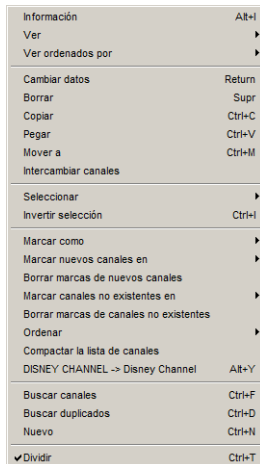 Información Alt+I
Ver
Ver ordenados por
Cambiar datos Return
Borrar Supr
Copiar Ctrl+C
Pegar Ctrl+V
Mover a Ctrl+M
Intercambiar canales
Seleccionar
Invertir selección Ctrl+I
Marcar como
Marcar nuevos canales en
Borrar marcas de nuevos canales
Marcar canales no existentes en
Borrar marcas de canales no existentes
Ordenar
Compactar la lista de canales
DISNEY CHANNEL -> Disney Channel Alt+Y
Buscar canales Ctrl+F
Buscar duplicados Ctrl+D
Nuevo Ctrl+N
Dividir Ctrl+T